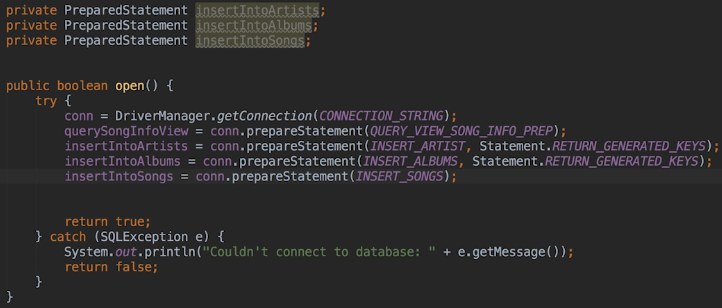 private PreparedStatement insertIntoArtists;
private PreparedStatement insertIntoAlbums;
private PreparedStatement insertIntoSongs;
public boolean open() {
try {
conn = DriverManager.getConnection(CONNECTION_STRING);
querySongInfoView = conn.prepareStatement(QUERY_VIEW_SONG_INFO_PREP);
insertIntoArtists = conn.prepareStatement(INSERT_ARTIST, Statement.RETURN_GENERATED_KEYS);
insertIntoAlbums = conn.prepareStatement(INSERT_ALBUMS, Statement.RETURN_GENERATED_KEYS);
insertIntoSongs = conn.prepareStatement(INSERT_SONGS);
return true;
} catch (SQLException e) {
System.out.println("Couldn't connect to database: " + e.getMessage());
return false;
}
}